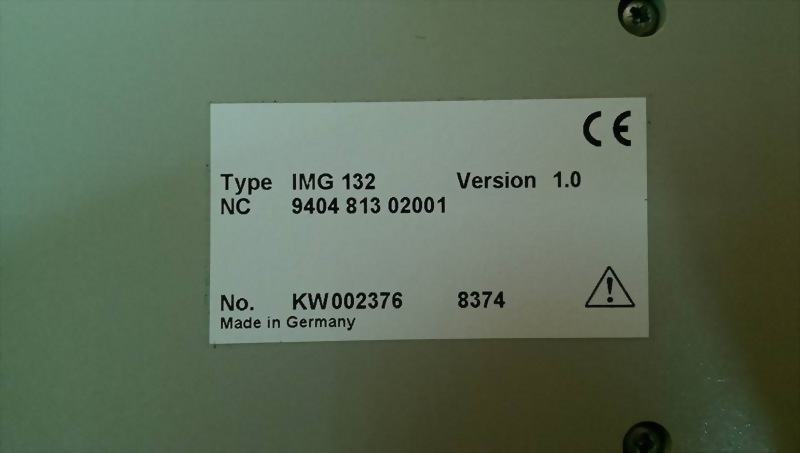 CE
Type IMG 132 Version 1.0
NC 9404 813 02001
No. KW002376 8374
Made in Germany